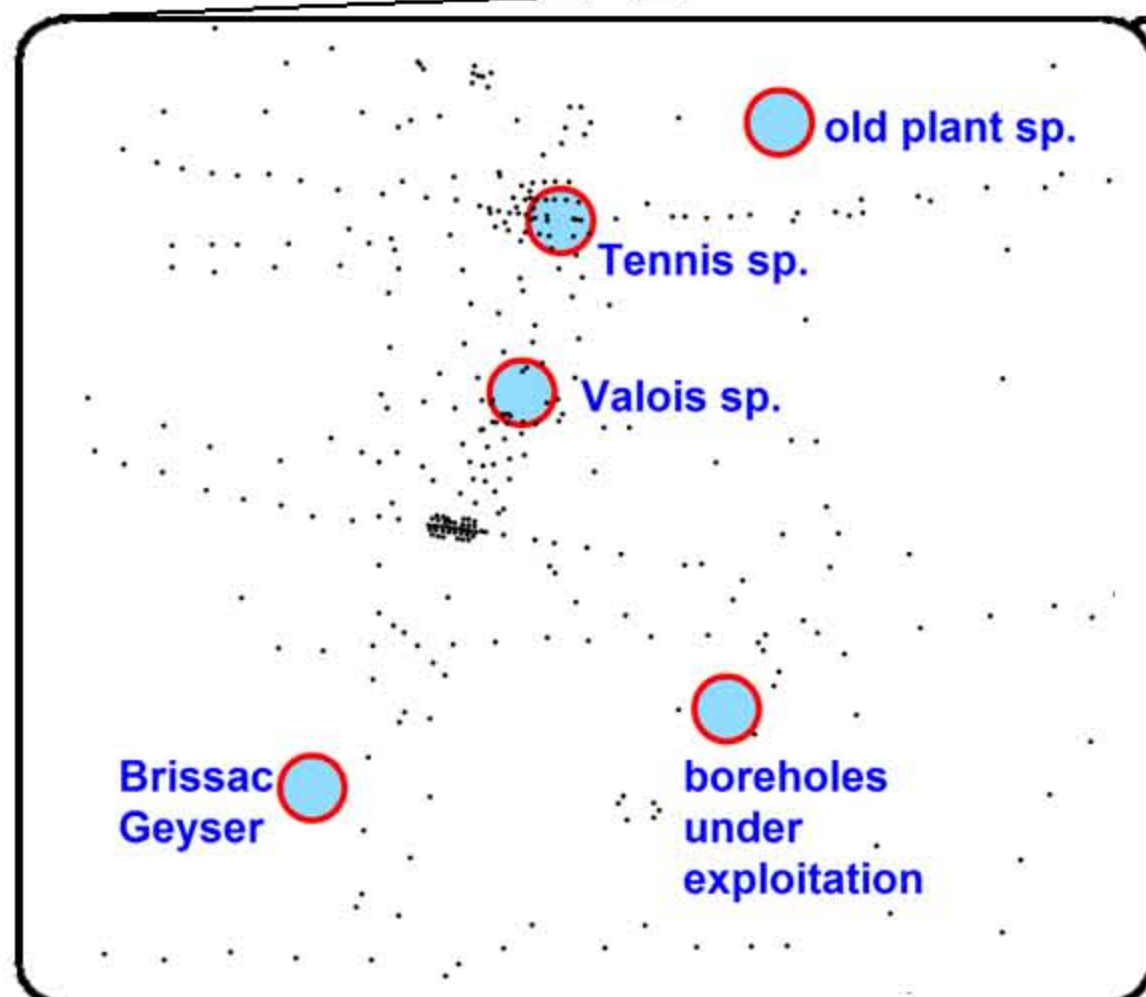 old plant sp.
Tennis sp.
Valois sp.
Brissac
Geyser
boreholes
under
exploitation